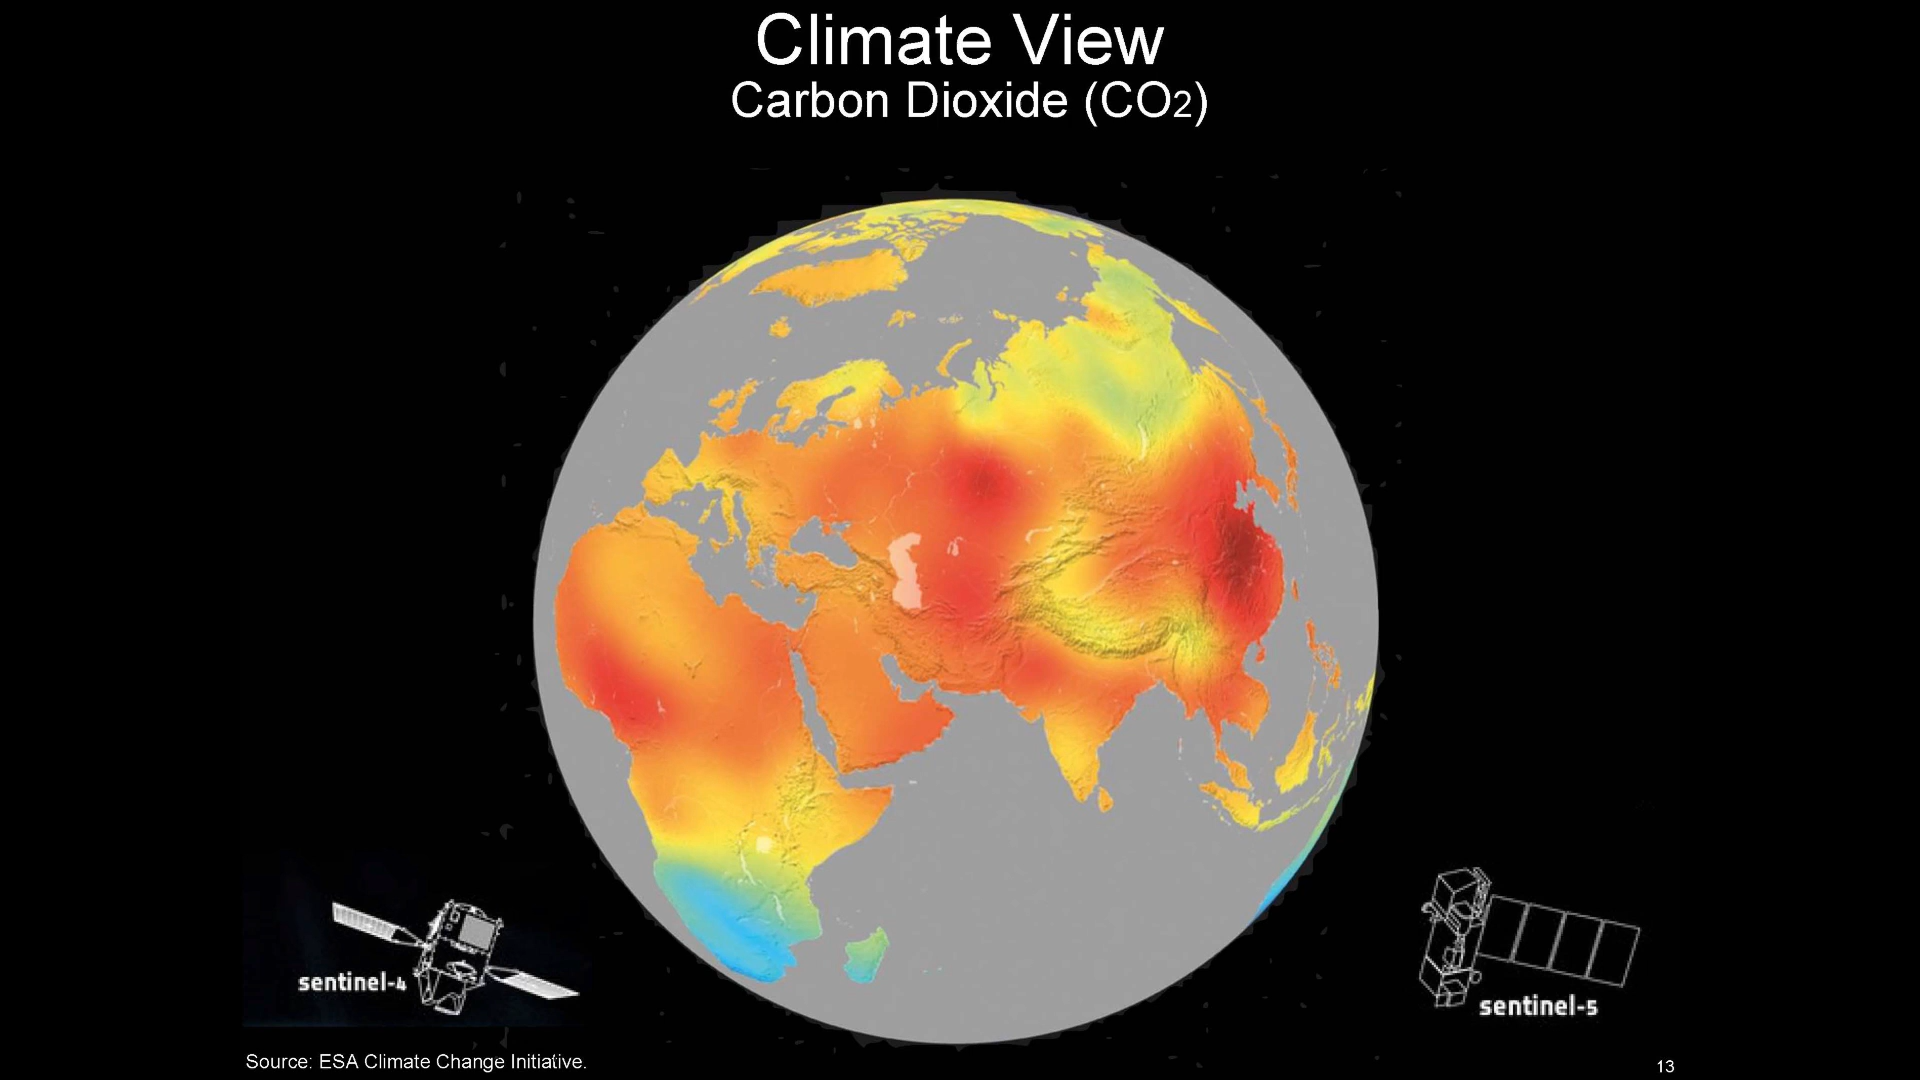 Climate View
Carbon Dioxide (CO2)
sentinel-4
sentinel-5
Source: ESA Climate Change Initiative.
13